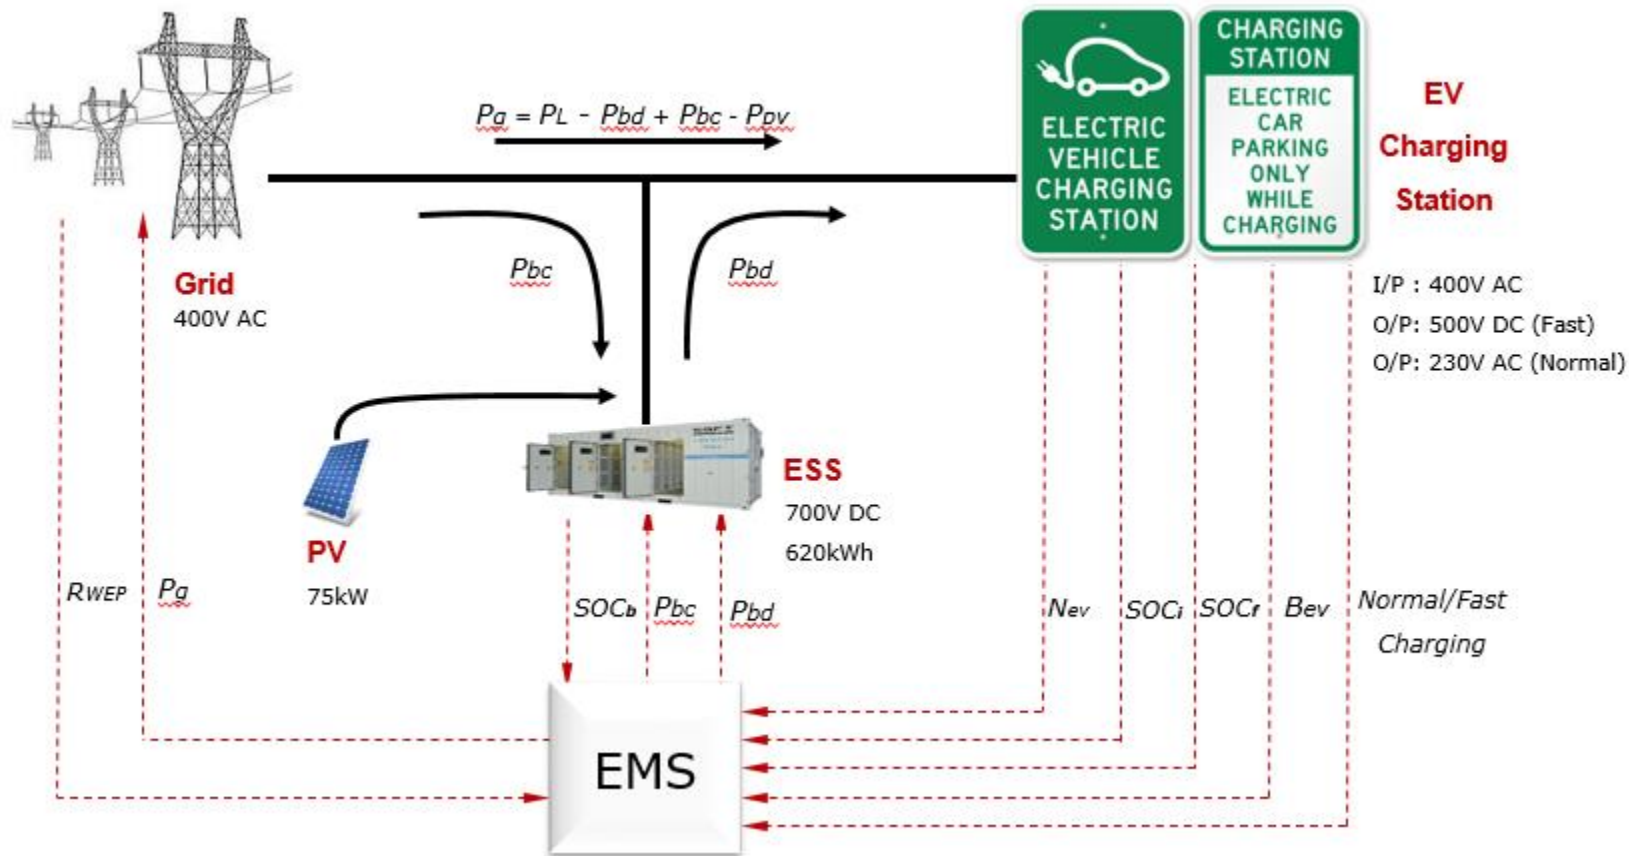 Pg = PL - Pbd + Pbc - Ppv
ELECTRIC
VEHICLE
CHARGING
STATION
CHARGING
STATION
ELECTRIC
CAR
PARKING
ONLY
WHILE
CHARGING
EV
Charging
Station
Pbc
Pbd
Grid
400V AC
I/P : 400V AC
O/P: 500V DC (Fast)
O/P: 230V AC (Normal)
ESS
700V DC
620kWh
PV
75kW
RWEP
Pg
SOCb
Pbc
Pbd
Nev
SOCi
SOCf
Bev
Normal/Fast
Charging
EMS